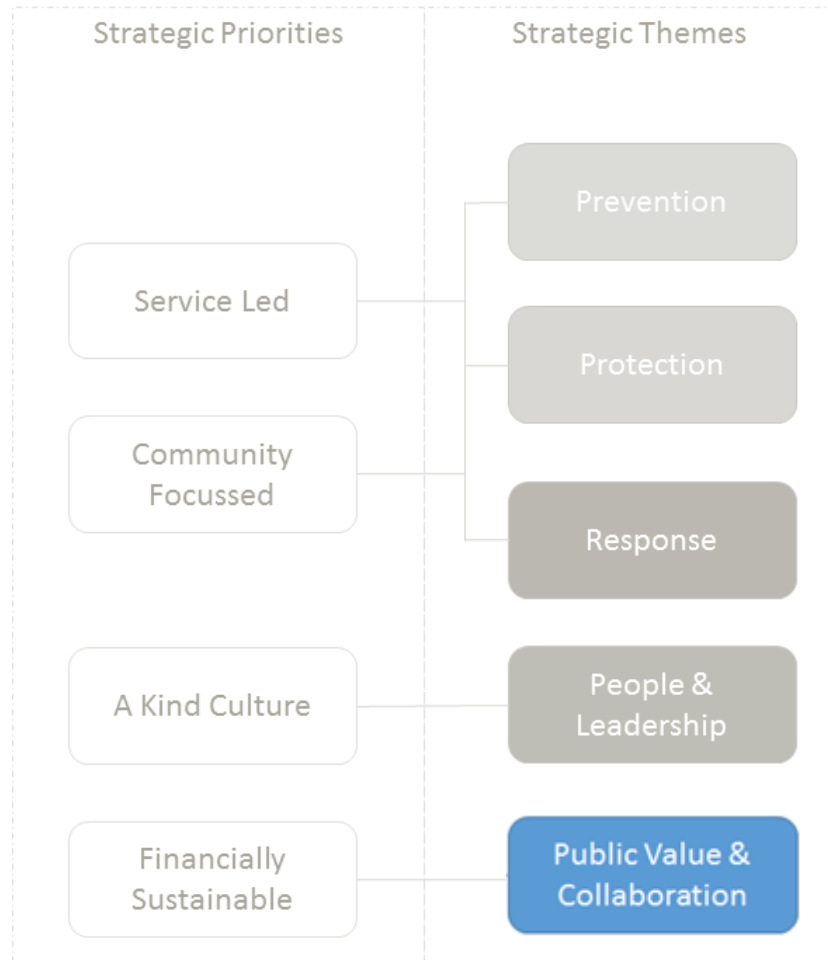 Strategic Priorities
Strategic Themes
Service Led
Community
Focussed
A Kind Culture
Financially
Sustainable
Prevention
Protection
Response
People &
Leadership
Public Value &
Collaboration